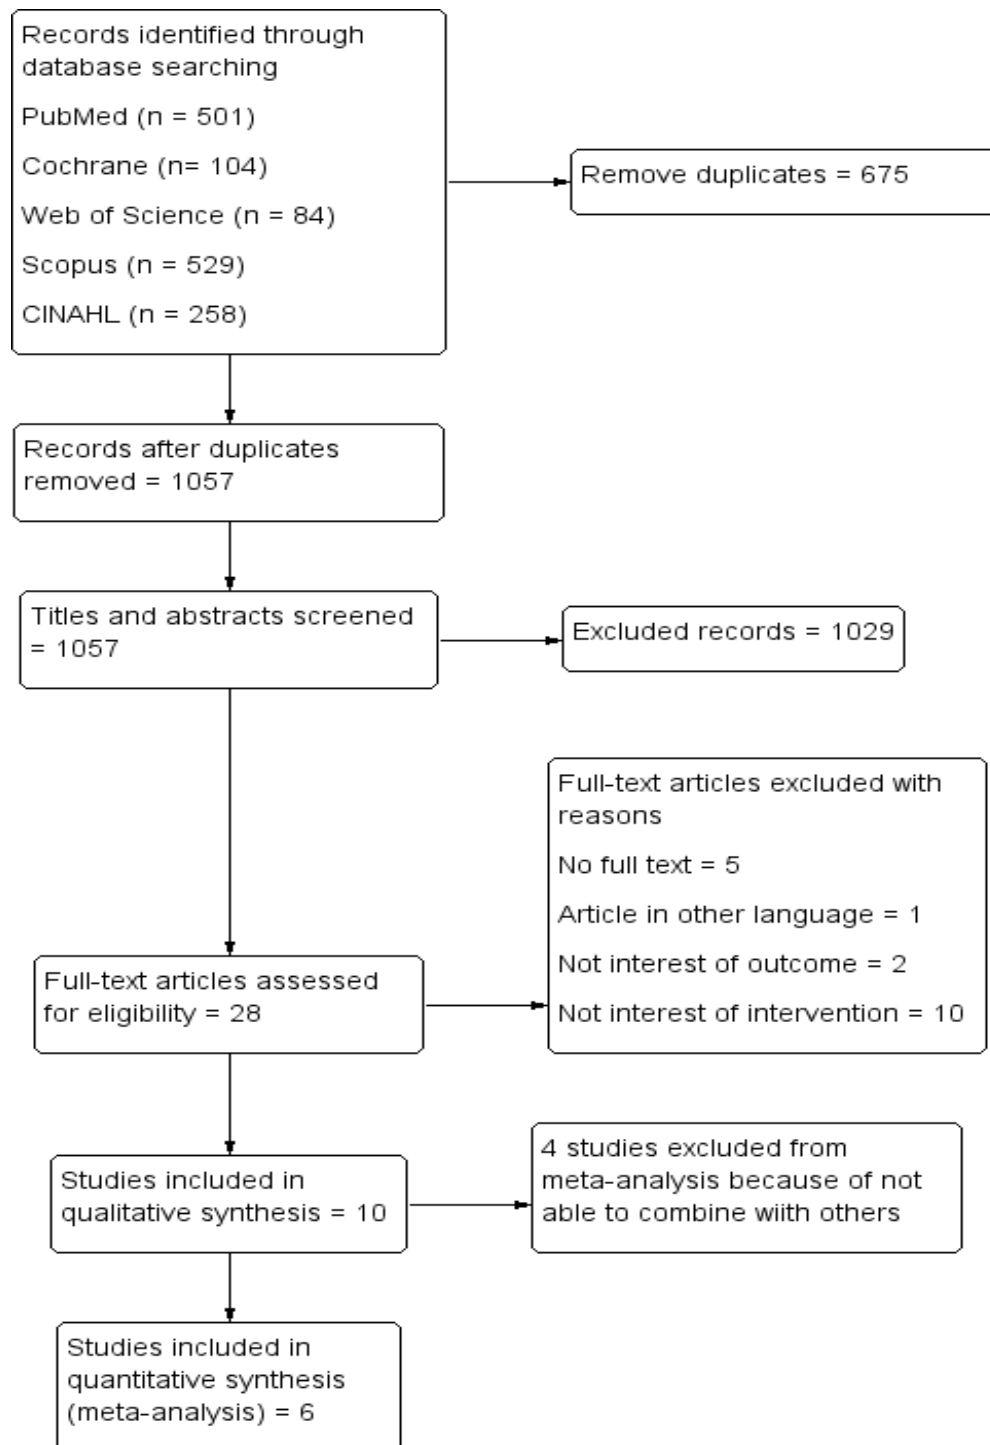 Records identified through
database searching
PubMed (n = 501)
Cochrane (n= 104)
Web of Science (n = 84)
Scopus (n = 529)
CINAHL (n = 258)
Remove duplicates = 675
Records after duplicates
removed = 1057
Titles and abstracts screened
= 1057
Excluded records = 1029
Full-text articles excluded with
reasons
No full text = 5
Article in other language = 1
Not interest of outcome = 2
Not interest of intervention = 10
Full-text articles assessed
for eligibility = 28
Studies included in
qualitative synthesis = 10
4 studies excluded from
meta-analysis because of not
able to combine wiith others
Studies included in
quantitative synthesis
(meta-analysis) = 6